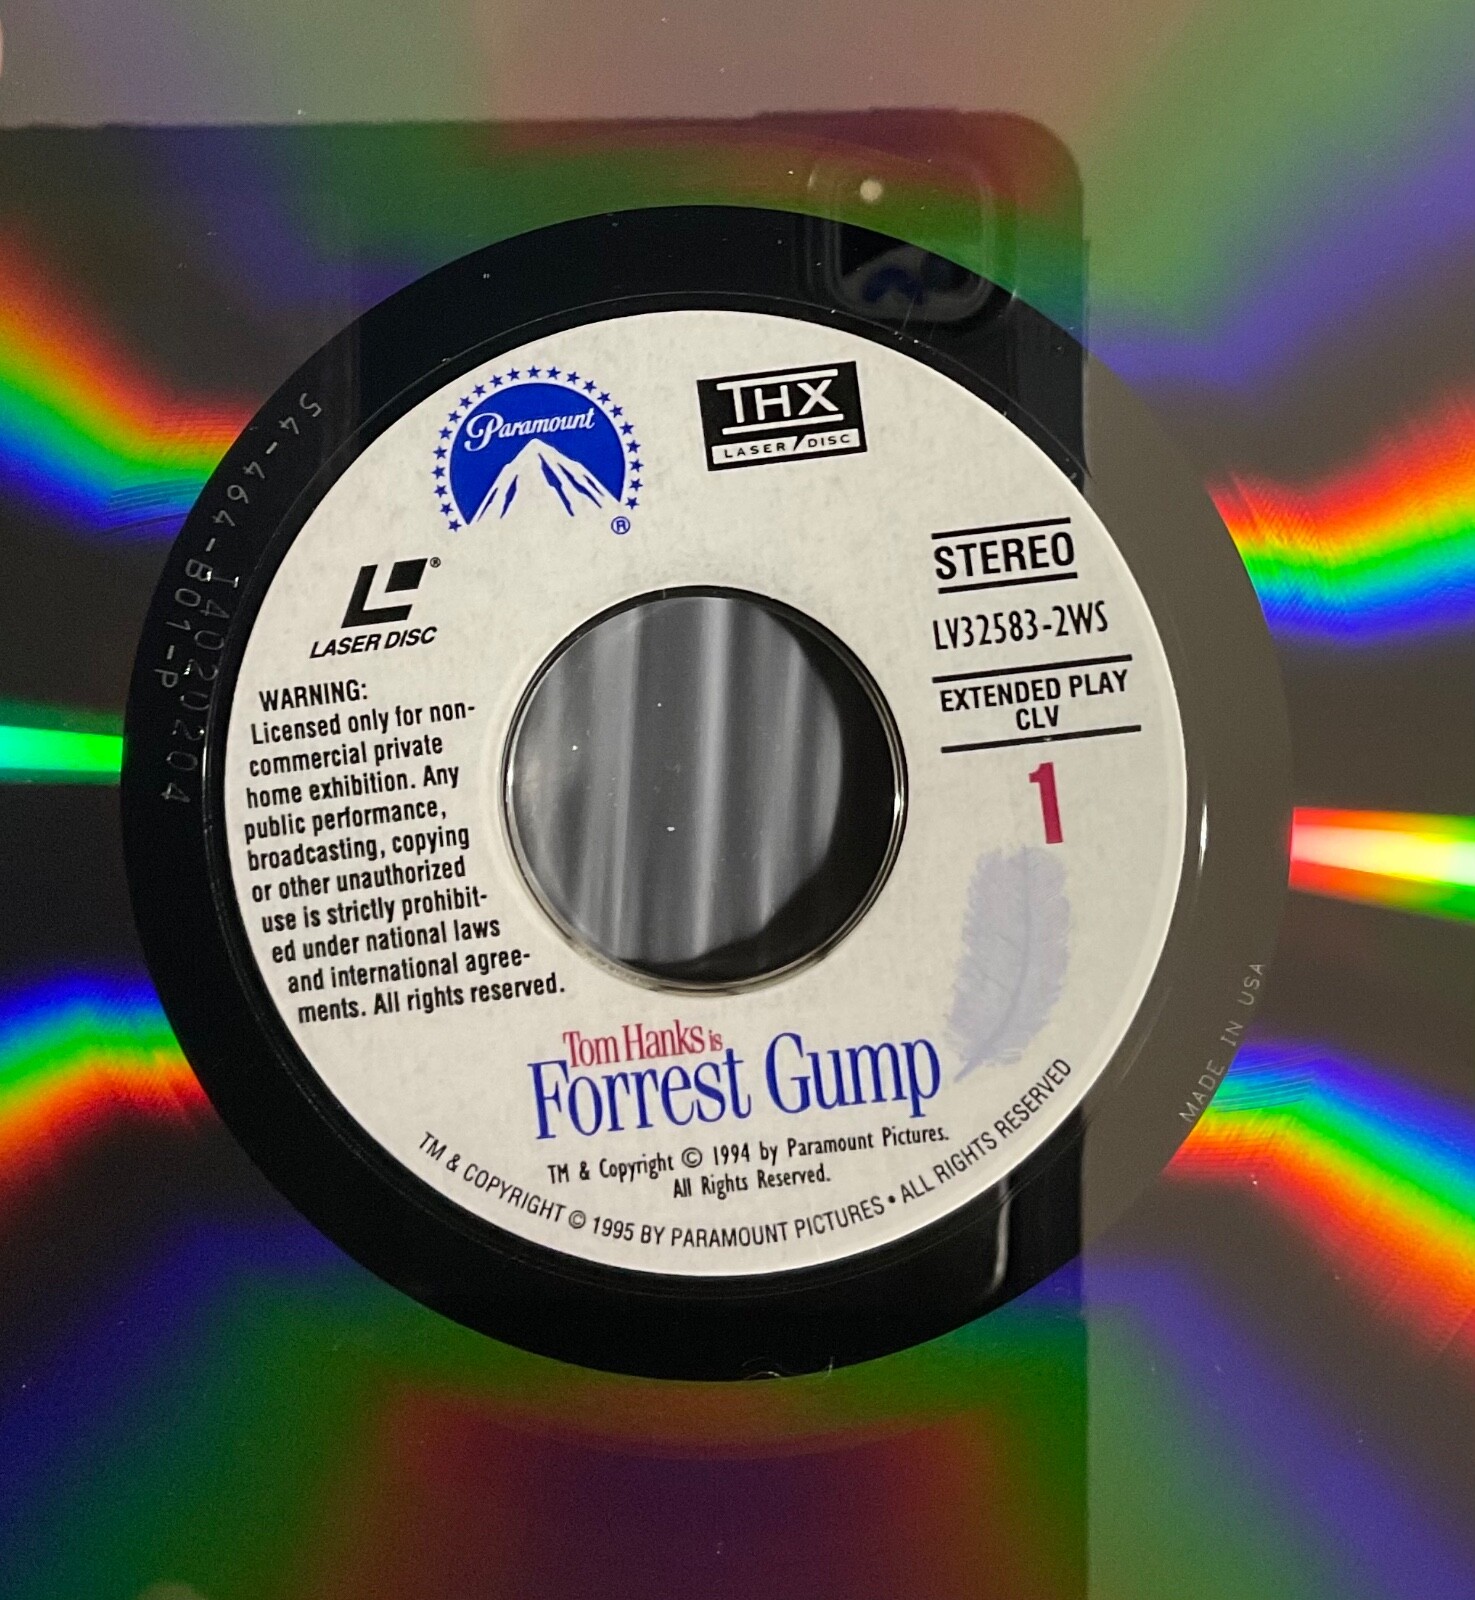 Paramount
®
THX
LASER DISC
®
LASER DISC
STEREO
LV32583-2WS
EXTENDED PLAY
CLV
1
WARNING:
Licensed only for non-
commercial private
home exhibition. Any
public performance,
broadcasting, copying
or other unauthorized
use is strictly prohibit-
ed under national laws
and international agree-
ments. All rights reserved.
Tom Hanks is
Forrest Gump
TM & Copyright © 1994 by Paramount Pictures.
All Rights Reserved.
TM & COPYRIGHT © 1995 BY PARAMOUNT PICTURES • ALL RIGHTS RESERVED
MADE IN USA
54-464-B01-P